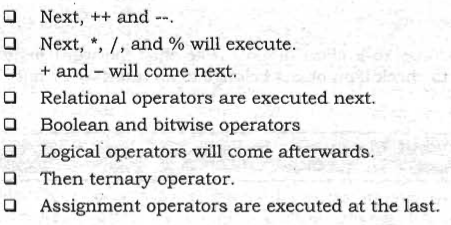 ❑ Next, ++ and --.
❑ Next, *, /, and % will execute.
❑ + and – will come next.
❑ Relational operators are executed next.
❑ Boolean and bitwise operators
❑ Logical operators will come afterwards.
❑ Then ternary operator.
❑ Assignment operators are executed at the last.